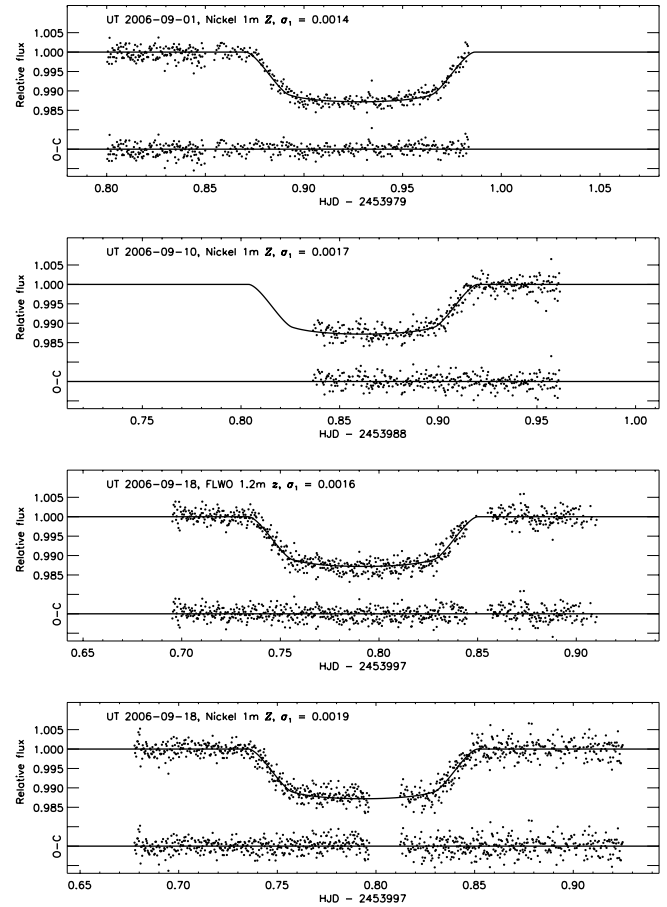 UT 2006-09-01, Nickel 1m Z, σ₁ = 0.0014
Relative flux
1.005
1.000
0.995
0.990
0.985
O-C
0.80 0.85 0.90 0.95 1.00 1.05
HJD - 2453979
UT 2006-09-10, Nickel 1m Z, σ₁ = 0.0017
Relative flux
1.005
1.000
0.995
0.990
0.985
O-C
0.75 0.80 0.85 0.90 0.95 1.00
HJD - 2453988
UT 2006-09-18, FLWO 1.2m z, σ₁ = 0.0016
Relative flux
1.005
1.000
0.995
0.990
0.985
O-C
0.65 0.70 0.75 0.80 0.85 0.90
HJD - 2453997
UT 2006-09-18, Nickel 1m Z, σ₁ = 0.0019
Relative flux
1.005
1.000
0.995
0.990
0.985
O-C
0.65 0.70 0.75 0.80 0.85 0.90
HJD - 2453997